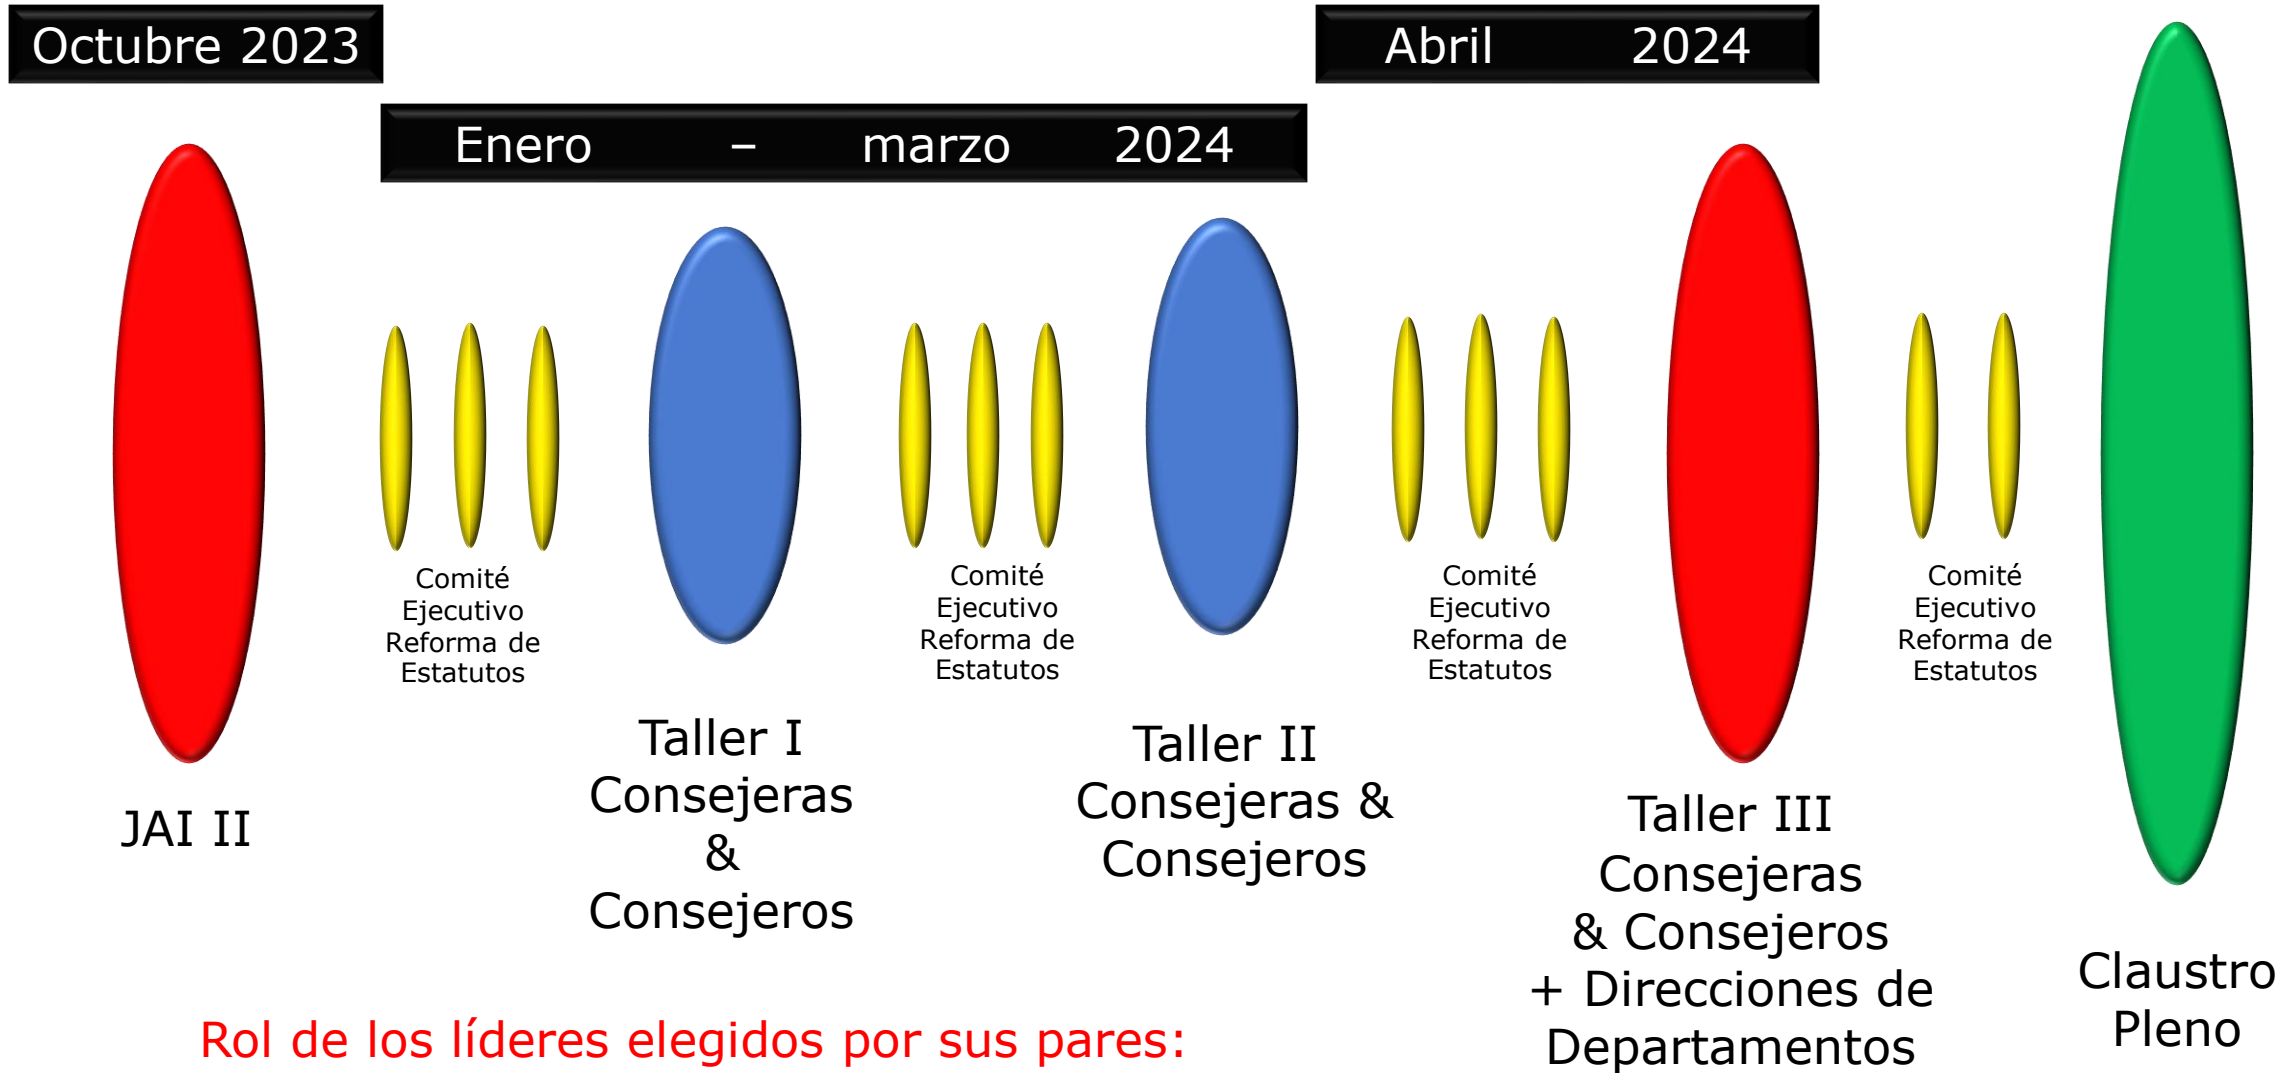 Octubre 2023
Enero – marzo 2024
Abril 2024
JAI II
Comité
Ejecutivo
Reforma de
Estatutos
Taller I
Consejeras
&
Consejeros
Comité
Ejecutivo
Reforma de
Estatutos
Taller II
Consejeras &
Consejeros
Comité
Ejecutivo
Reforma de
Estatutos
Taller III
Consejeras
& Consejeros
+ Direcciones de
Departamentos
Comité
Ejecutivo
Reforma de
Estatutos
Claustro
Pleno
Rol de los líderes elegidos por sus pares: